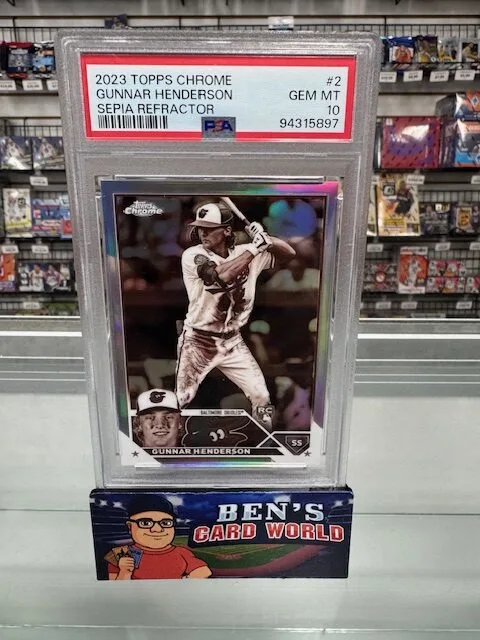 2023 TOPPS CHROME #2
GUNNAR HENDERSON GEM MT
SEPIA REFRACTOR 10
PSA 94315897
Topps
Chrome
BALTIMORE ORIOLES®
RC
SS
GUNNAR HENDERSON
BEN'S
CARD WORLD